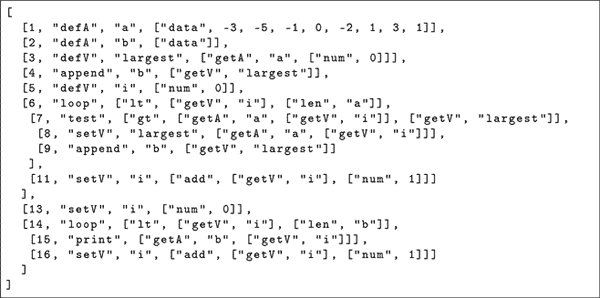 [
[1, "defA", "a", ["data", -3, -5, -1, 0, -2, 1, 3, 1]],
[2, "defA", "b", ["data"]],
[3, "defV", "largest", ["getA", "a", ["num", 0]]],
[4, "append", "b", ["getV", "largest"]],
[5, "defV", "i", ["num", 0]],
[6, "loop", ["lt", ["getV", "i"], ["len", "a"]],
[7, "test", ["gt", ["getA", "a", ["getV", "i"]], ["getV", "largest"]],
[8, "setV", "largest", ["getA", "a", ["getV", "i"]]],
[9, "append", "b", ["getV", "largest"]]
],
[11, "setV", "i", ["add", ["getV", "i"], ["num", 1]]]
],
[13, "setV", "i", ["num", 0]],
[14, "loop", ["lt", ["getV", "i"], ["len", "b"]],
[15, "print", ["getA", "b", ["getV", "i"]]],
[16, "setV", "i", ["add", ["getV", "i"], ["num", 1]]]
]
]